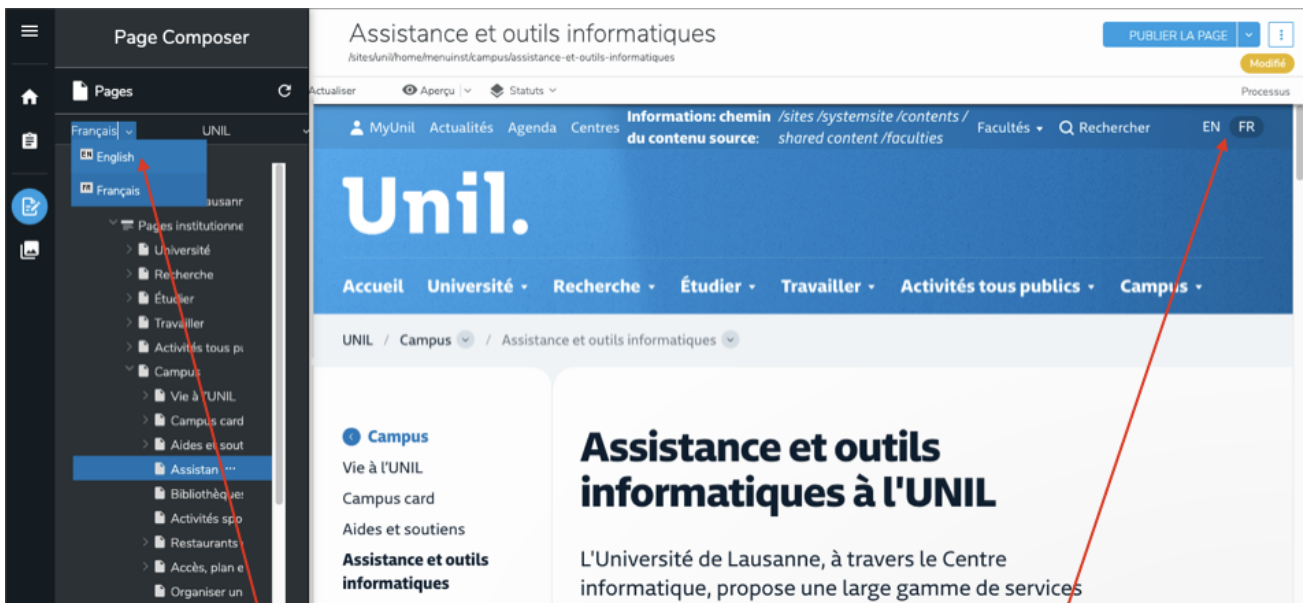 Page Composer
Assistance et outils informatiques
/sites/unil/home/menuinst/campus/assistance-et-outils-informatiques
PUBLIER LA PAGE
Modifié
Pages
Actualiser
Aperçu
Statuts
Processus
Français
UNIL
EN English
FR Français
ausanr
Pages institutionne
Université
Recherche
Étudier
Travailler
Activités tous pu
Campus
Vie à l'UNIL
Campus card
Aides et sout
Assistan ...
Bibliothèques
Activités spo
Restaurants
Accès, plan e
Organiser un
MyUnil Actualités Agenda Centres
Information: chemin du contenu source: /sites /systemsite /contents / shared content /faculties
Facultés
Rechercher
EN FR
Unil.
Accueil Université Recherche Étudier Travailler Activités tous publics Campus
UNIL / Campus / Assistance et outils informatiques
Campus
Vie à l'UNIL
Campus card
Aides et soutiens
Assistance et outils
informatiques
Assistance et outils
informatiques à l'UNIL
L'Université de Lausanne, à travers le Centre
informatique, propose une large gamme de services